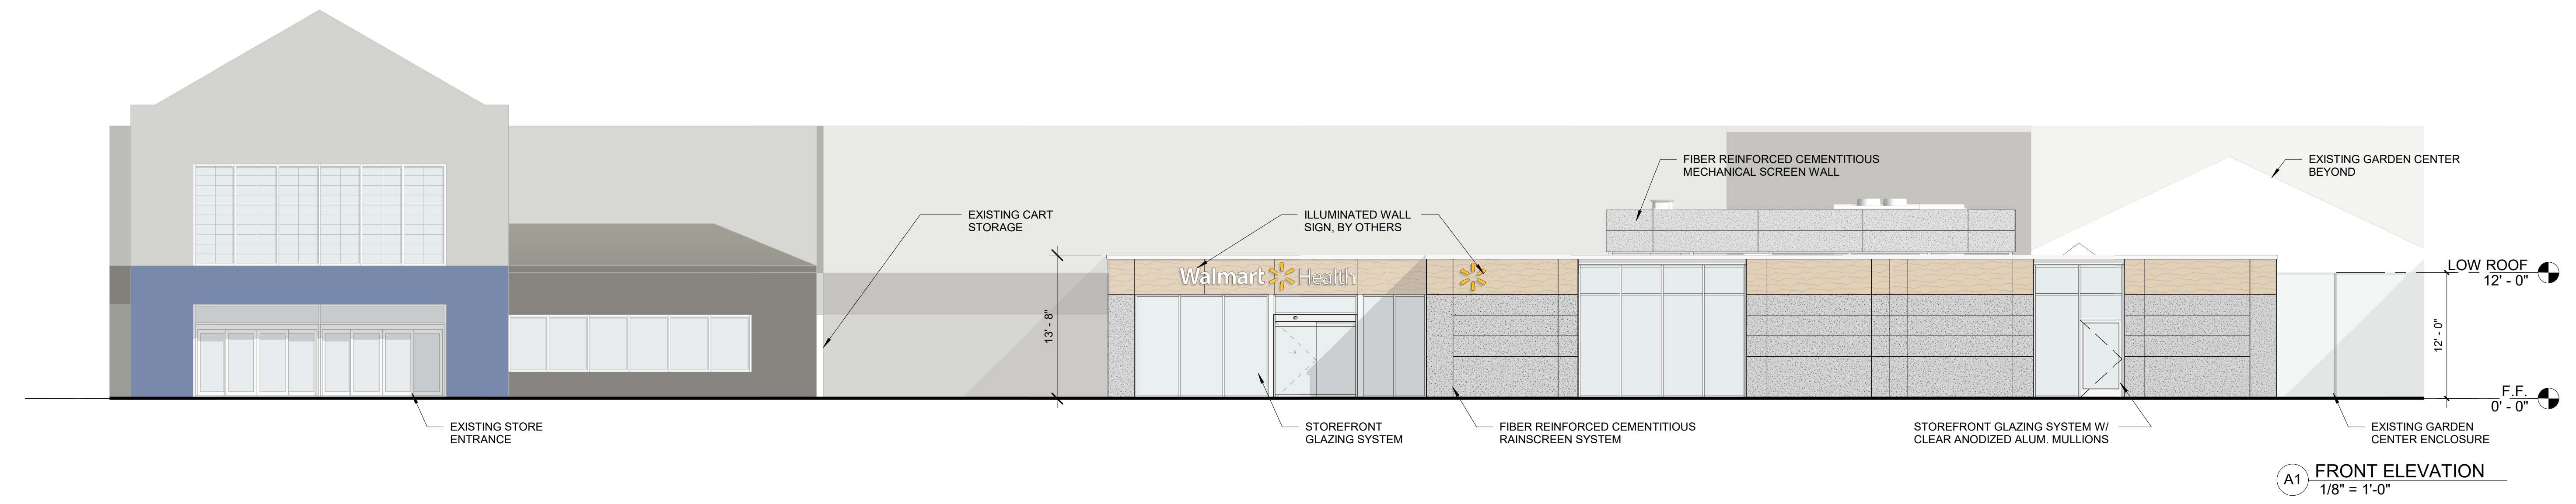 FIBER REINFORCED CEMENTITIOUS
MECHANICAL SCREEN WALL
EXISTING GARDEN CENTER
BEYOND
EXISTING CART
STORAGE
ILLUMINATED WALL
SIGN, BY OTHERS
Walmart Health
LOW ROOF
12' - 0"
13' - 8"
12' - 0"
F.F.
0' - 0"
EXISTING STORE
ENTRANCE
STOREFRONT
GLAZING SYSTEM
FIBER REINFORCED CEMENTITIOUS
RAINSCREEN SYSTEM
STOREFRONT GLAZING SYSTEM W/
CLEAR ANODIZED ALUM. MULLIONS
EXISTING GARDEN
CENTER ENCLOSURE
A1 FRONT ELEVATION
1/8" = 1'-0"